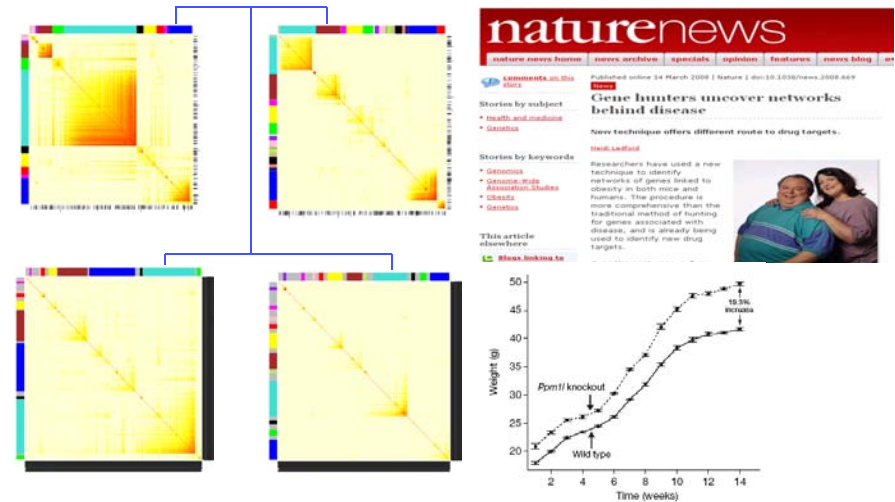 naturenews
nature news home
news archive
specials
opinion
features
news blog
comments on this story
Stories by subject
• Health and medicine
• Genetics
Stories by keywords
• Genomics
• Genome-Wide Association Studies
• Obesity
• Genetics
This article elsewhere
Blogs linking to
Published online 14 March 2008 | Nature | doi:10.1038/news.2008.669
News
Gene hunters uncover networks
behind disease
New technique offers different route to drug targets.
Heidi Ledford
Researchers have used a new
technique to identify
networks of genes linked to
obesity in both mice and
humans. The procedure is
more comprehensive than the
traditional method of hunting
for genes associated with
disease, and is already being
used to identify new drug
targets.
Weight (g)
50
45
40
35
30
25
20
15.5%
increase
Ppm1l knockout
Wild type
2 4 6 8 10 12 14
Time (weeks)